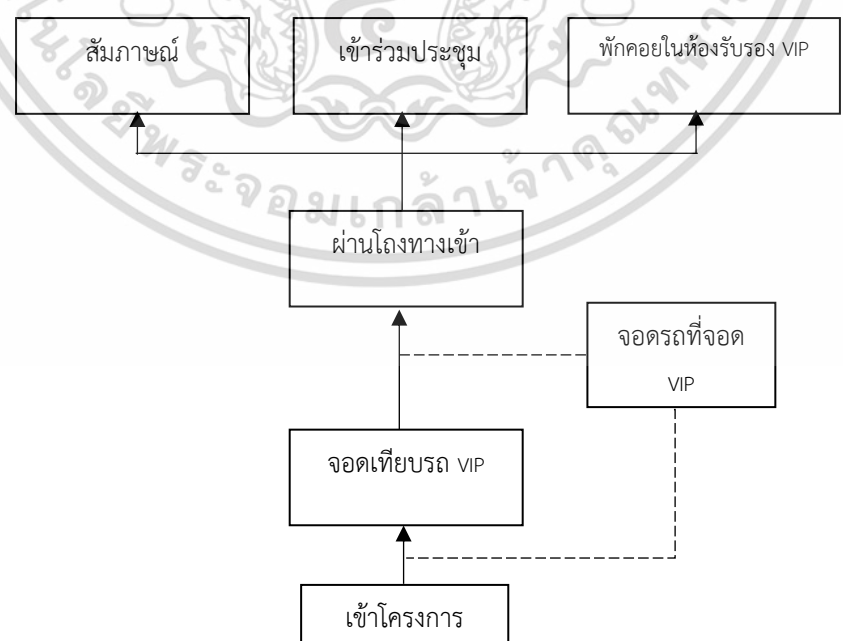 สัมภาษณ์
เข้าร่วมประชุม
พักคอยในห้องรับรอง VIP
ผ่านโถงทางเข้า
จอดรถที่จอด
VIP
จอดเทียบรถ VIP
เข้าโครงการ